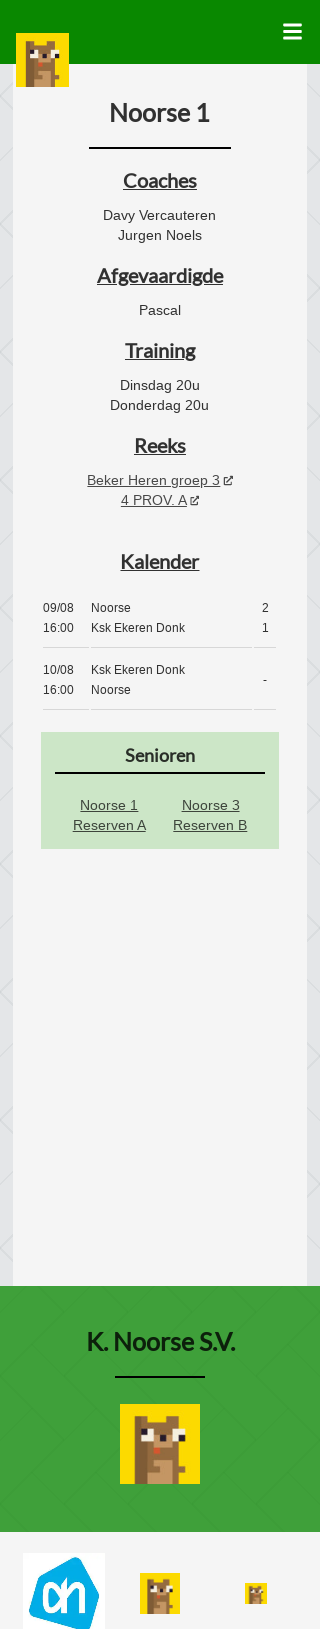 Noorse 1
Coaches
Davy Vercauteren
Jurgen Noels
Afgevaardigde
Pascal
Training
Dinsdag 20u
Donderdag 20u
Reeks
Beker Heren groep 3
4 PROV. A
Kalender
09/08 Noorse 2
16:00 Ksk Ekeren Donk 1
10/08 Ksk Ekeren Donk
-
16:00 Noorse
Senioren
Noorse 1 Noorse 3
Reserven A Reserven B
K. Noorse S.V.
ah